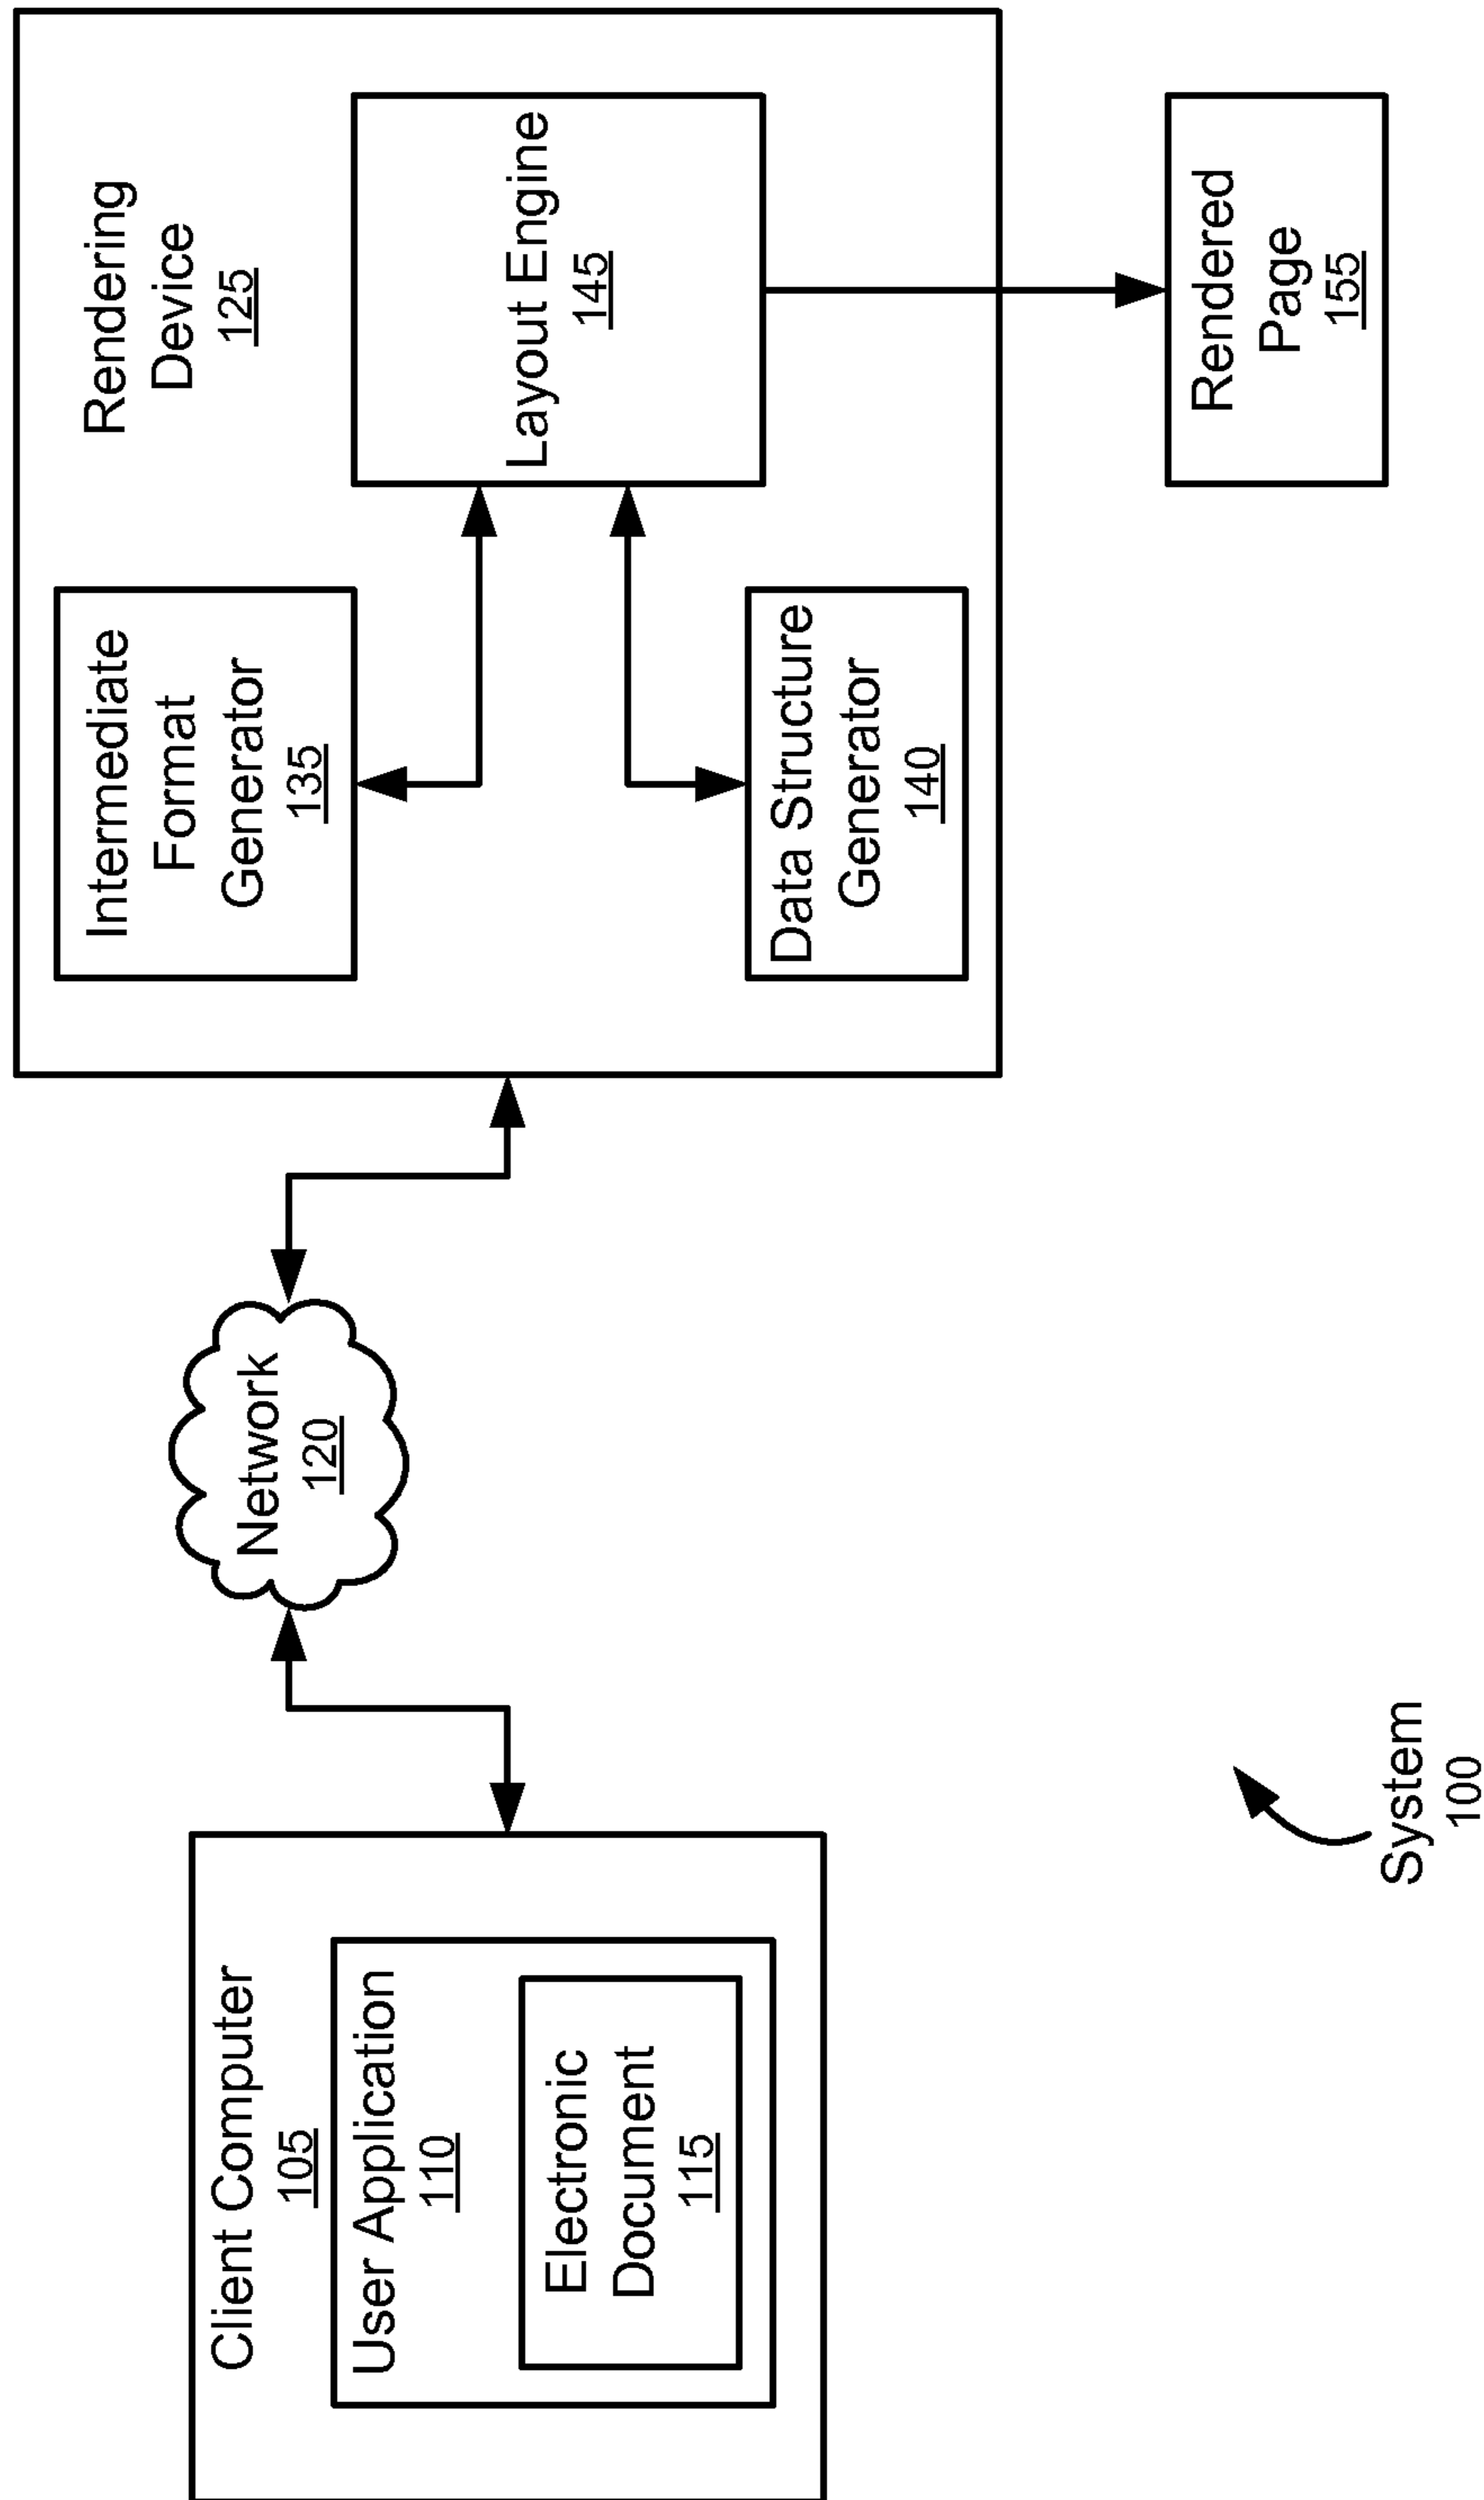 Client Computer
105
User Application
110
Electronic
Document
115
Network
120
Rendering
Device
125
Intermediate
Format
Generator
135
Layout Engine
145
Data Structure
Generator
140
Rendered
Page
155
System
100